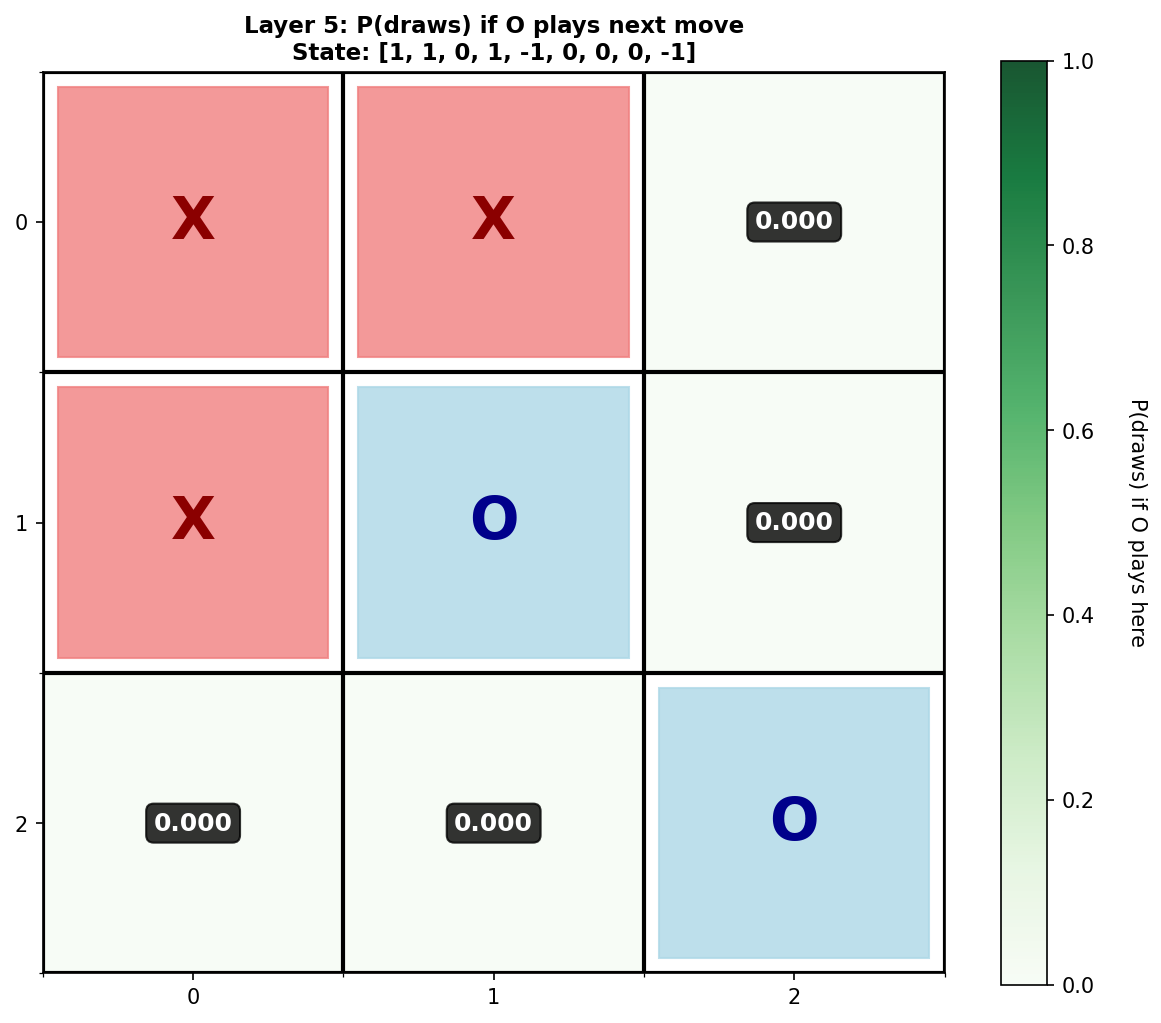 Layer 5: P(draws) if O plays next move
State: [1, 1, 0, 1, -1, 0, 0, 0, -1]
X
X
0.000
0
X
O
0.000
1
0.000
0.000
O
2
0
1
2
1.0
0.8
0.6
0.4
0.2
0.0
P(draws) if O plays here